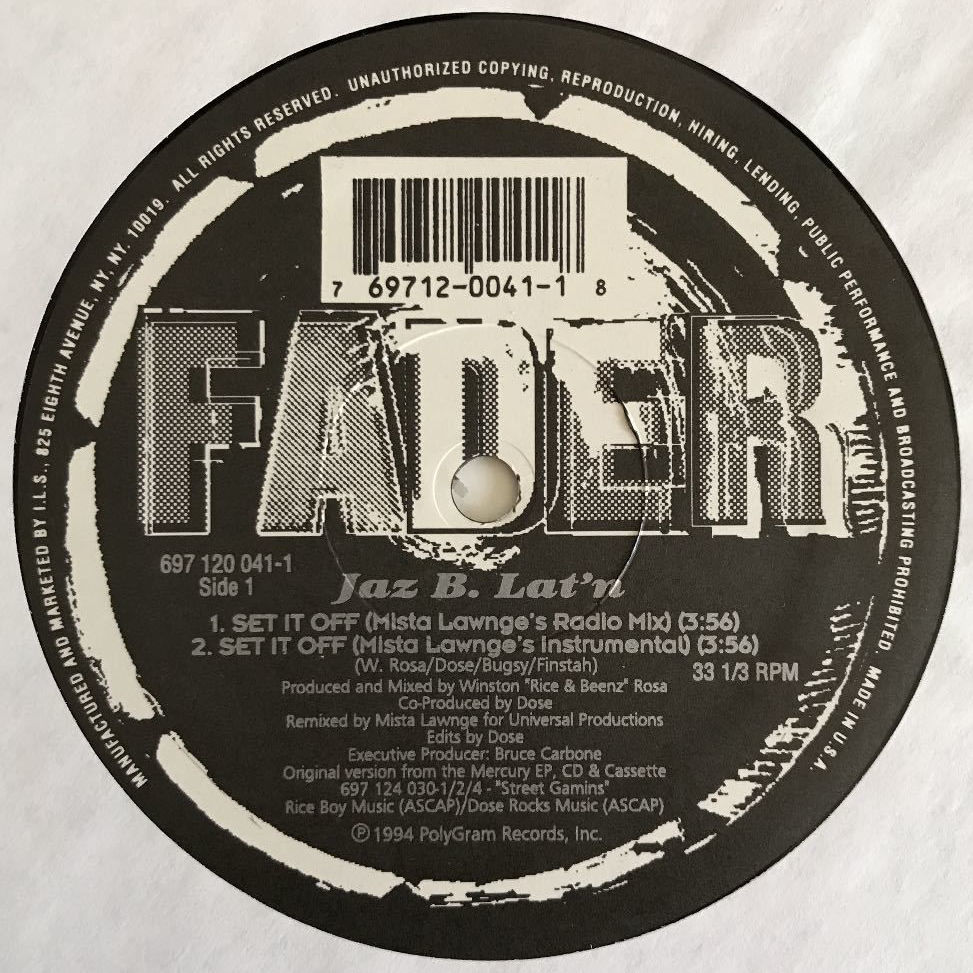 MANUFACTURED AND MARKETED BY I.L.S., 825 EIGHTH AVENUE, NY, NY. 10019. ALL RIGHTS RESERVED. UNAUTHORIZED COPYING, REPRODUCTION, HIRING, LENDING, PUBLIC PERFORMANCE AND BROADCASTING PROHIBITED. MADE IN U.S.A.
7 69712-0041-1 8
FADER
697 120 041-1
Side 1
Jaz B. Lat'n
1. SET IT OFF (Mista Lawnge's Radio Mix) (3:56)
2. SET IT OFF (Mista Lawnge's Instrumental) (3:56)
(W. Rosa/Dose/Bugsy/Finstah)
33 1/3 RPM
Produced and Mixed by Winston "Rice & Beenz" Rosa
Co-Produced by Dose
Remixed by Mista Lawnge for Universal Productions
Edits by Dose
Executive Producer: Bruce Carbone
Original version from the Mercury EP, CD & Cassette
697 124 030-1/2/4 - "Street Gamins"
Rice Boy Music (ASCAP)/Dose Rocks Music (ASCAP)
℗ 1994 PolyGram Records, Inc.